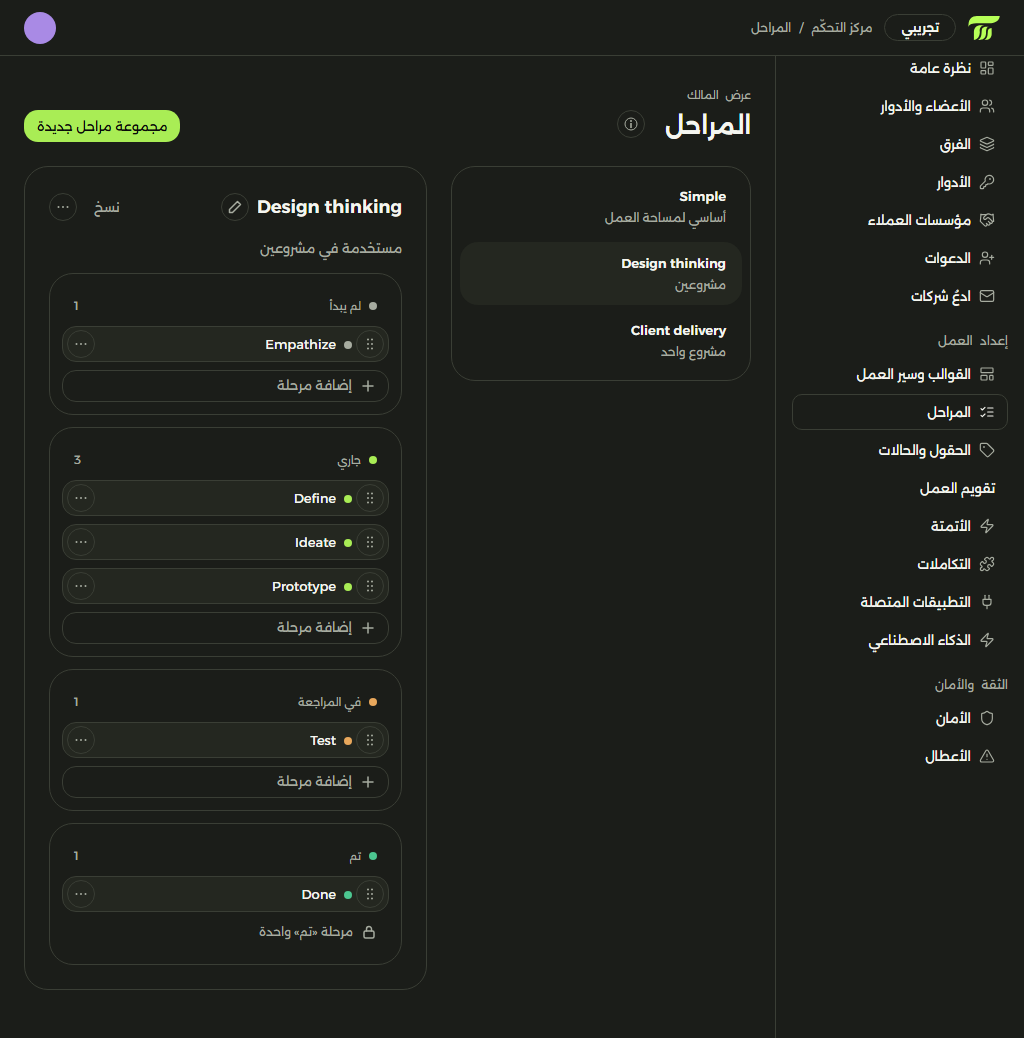 تجريبي
مركز التحكّم / المراحل
نظرة عامة
الأعضاء والأدوار
الفرق
الأدوار
مؤسسات العملاء
الدعوات
ادعُ شركات
إعداد العمل
القوالب وسير العمل
المراحل
الحقول والحالات
تقويم العمل
الأتمتة
التكاملات
التطبيقات المتصلة
الذكاء الاصطناعي
الثقة والأمان
الأمان
الأعطال
عرض المالك
المراحل
مجموعة مراحل جديدة
Simple
أساسي لمساحة العمل
Design thinking
مشروعين
Client delivery
مشروع واحد
Design thinking
نسخ
مستخدمة في مشروعين
لم يبدأ 1
Empathize
إضافة مرحلة
جاري 3
Define
Ideate
Prototype
إضافة مرحلة
في المراجعة 1
Test
إضافة مرحلة
تم 1
Done
مرحلة «تم» واحدة